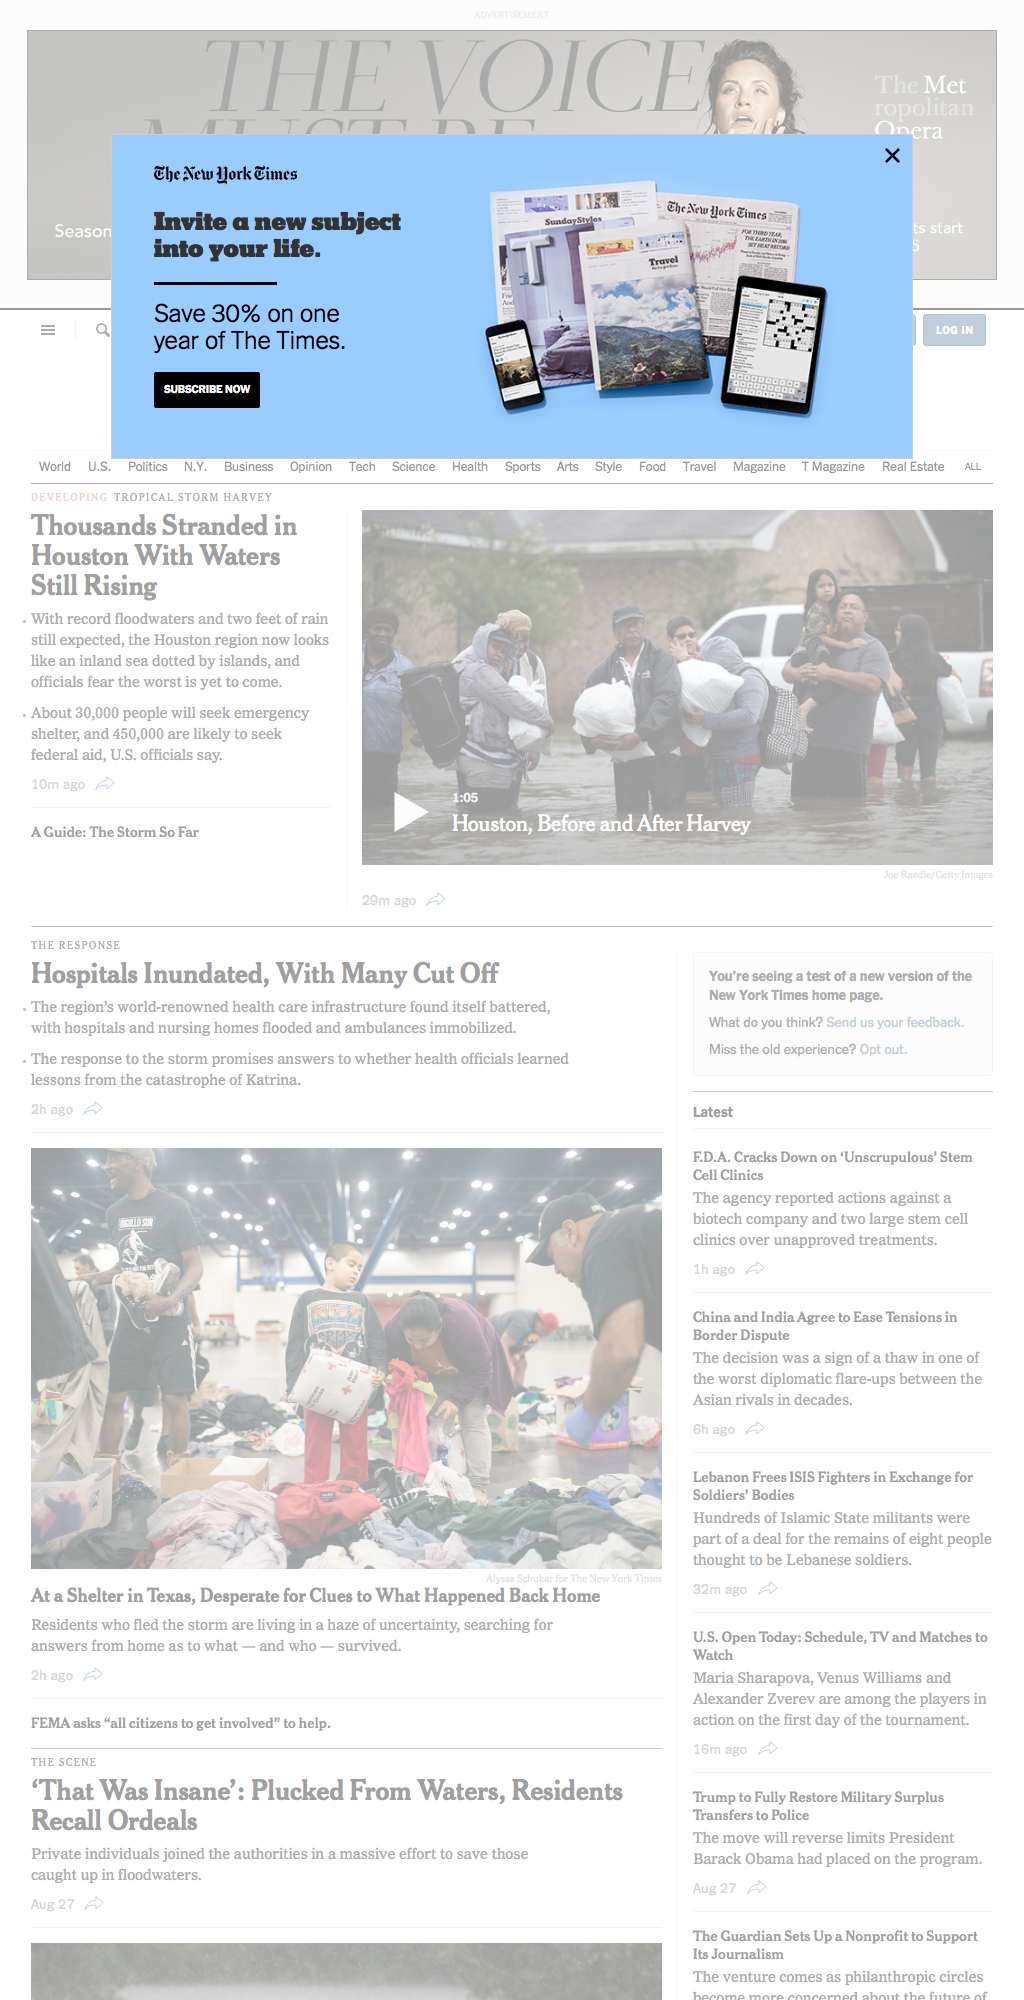 ADVERTISEMENT
THE VOICE
MUST BE
The Met
ropolitan
Opera
Season
ts start
5
The New York Times
Invite a new subject
into your life.
Save 30% on one
year of The Times.
SUBSCRIBE NOW
SundayStyles
The New York Times
FOR THIRD YEAR,
THE EARTH IN 2016
SET HEAT RECORD
T
Travel
LOG IN
World U.S. Politics N.Y. Business Opinion Tech Science Health Sports Arts Style Food Travel Magazine T Magazine Real Estate ALL
DEVELOPING TROPICAL STORM HARVEY
Thousands Stranded in
Houston With Waters
Still Rising
With record floodwaters and two feet of rain
still expected, the Houston region now looks
like an inland sea dotted by islands, and
officials fear the worst is yet to come.
About 30,000 people will seek emergency
shelter, and 450,000 are likely to seek
federal aid, U.S. officials say.
10m ago
A Guide: The Storm So Far
1:05
Houston, Before and After Harvey
Joe Raedle/Getty Images
29m ago
THE RESPONSE
Hospitals Inundated, With Many Cut Off
The region’s world-renowned health care infrastructure found itself battered,
with hospitals and nursing homes flooded and ambulances immobilized.
The response to the storm promises answers to whether health officials learned
lessons from the catastrophe of Katrina.
2h ago
Alyssa Schukar for The New York Times
At a Shelter in Texas, Desperate for Clues to What Happened Back Home
Residents who fled the storm are living in a haze of uncertainty, searching for
answers from home as to what — and who — survived.
2h ago
FEMA asks “all citizens to get involved” to help.
THE SCENE
‘That Was Insane’: Plucked From Waters, Residents
Recall Ordeals
Private individuals joined the authorities in a massive effort to save those
caught up in floodwaters.
Aug 27
You’re seeing a test of a new version of the
New York Times home page.
What do you think? Send us your feedback.
Miss the old experience? Opt out.
Latest
F.D.A. Cracks Down on ‘Unscrupulous’ Stem
Cell Clinics
The agency reported actions against a
biotech company and two large stem cell
clinics over unapproved treatments.
1h ago
China and India Agree to Ease Tensions in
Border Dispute
The decision was a sign of a thaw in one of
the worst diplomatic flare-ups between the
Asian rivals in decades.
6h ago
Lebanon Frees ISIS Fighters in Exchange for
Soldiers’ Bodies
Hundreds of Islamic State militants were
part of a deal for the remains of eight people
thought to be Lebanese soldiers.
32m ago
U.S. Open Today: Schedule, TV and Matches to
Watch
Maria Sharapova, Venus Williams and
Alexander Zverev are among the players in
action on the first day of the tournament.
16m ago
Trump to Fully Restore Military Surplus
Transfers to Police
The move will reverse limits President
Barack Obama had placed on the program.
Aug 27
The Guardian Sets Up a Nonprofit to Support
Its Journalism
The venture comes as philanthropic circles
become more concerned about the future of